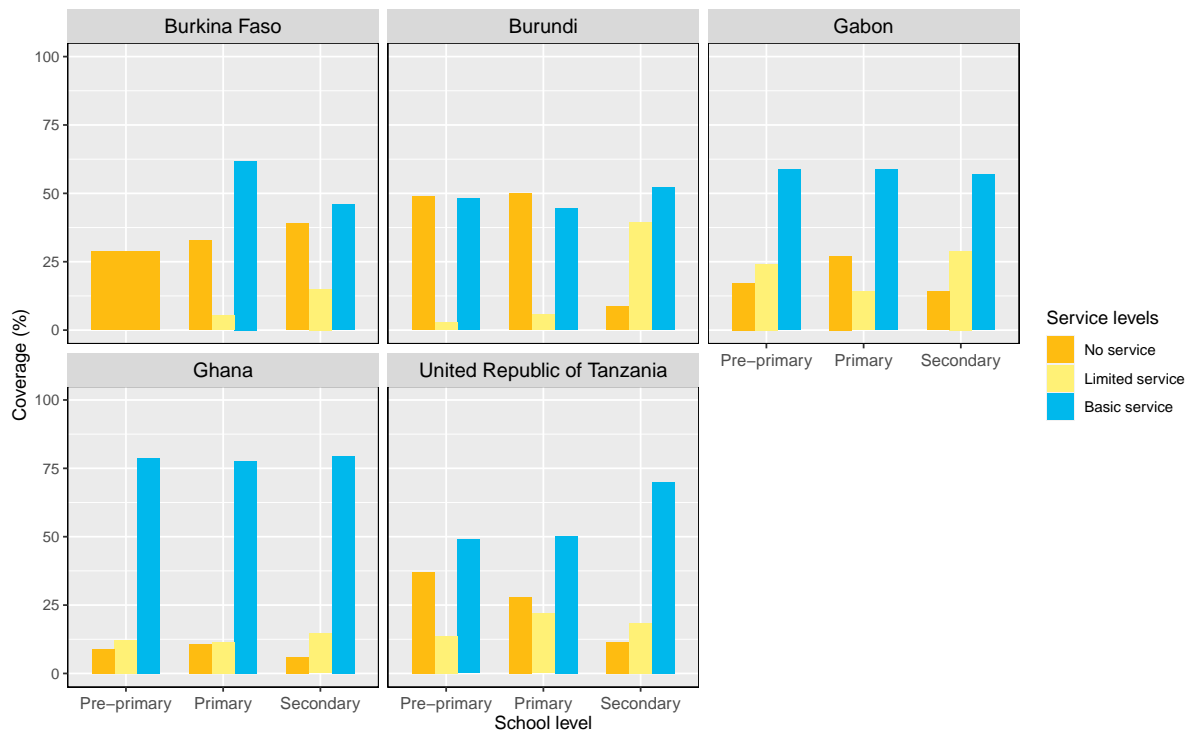 Burkina Faso
Burundi
Gabon
100
75
50
25
0
Pre−primary
Primary
Secondary
Ghana
United Republic of Tanzania
100
75
50
25
0
Pre−primary
Primary
Secondary
Pre−primary
Primary
Secondary
School level
Coverage (%)
Service levels
No service
Limited service
Basic service